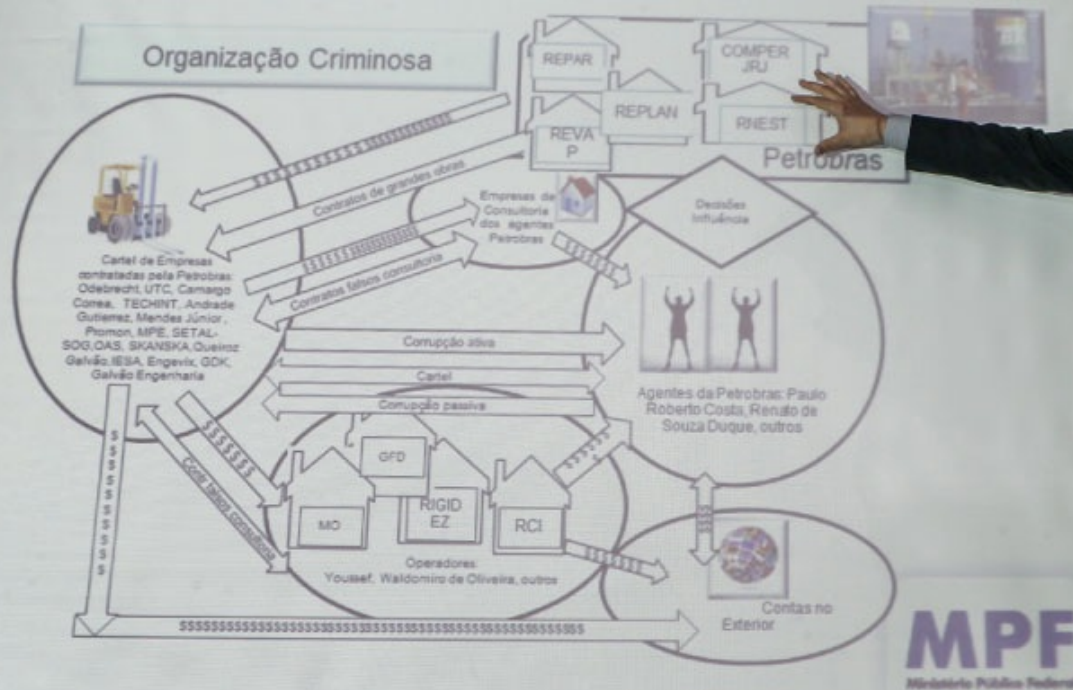 Organização Criminosa
REPAR
COMPER
JRJ
REPLAN
REVA
P
RNEST
Petrobras
$$$$$$$$$$$$$$$$$$$$$$$
Contratos de grandes obras
Empresas de
Consultoria
dos agentes
Petrobras
Decisões
Influência
$$$$$$$$$$$$$$$
Contratos falsos consultoria
$$$$$$$
Cartel de Empresas
contratadas pela Petrobras:
Odebrecht, UTC, Camargo
Correa, TECHINT, Andrade
Gutierrez, Mendes Júnior,
Promon, MPE, SETAL-
SOG,OAS, SKANSKA,Queiroz
Galvão,IESA, Engevix, GDK,
Galvão Engenharia
Corrupção ativa
Cartel
Corrupção passiva
Agentes da Petrobras: Paulo
Roberto Costa, Renato de
Souza Duque, outros
$$$$$$$
Contr falsos consultoria
$$$$$$$
GFD
MO
RIGID
EZ
RCI
$$$$$$
Operadores:
Youssef, Waldomiro de Oliveira, outros
$$$$$$
$$$$
Contas no
Exterior
$$$$$$$$$$$$$$$$$$$$$$$$$$$$$$$$$$$$$$$$$$$$$$$$$$$$$$
MPF
Ministério Público Federal